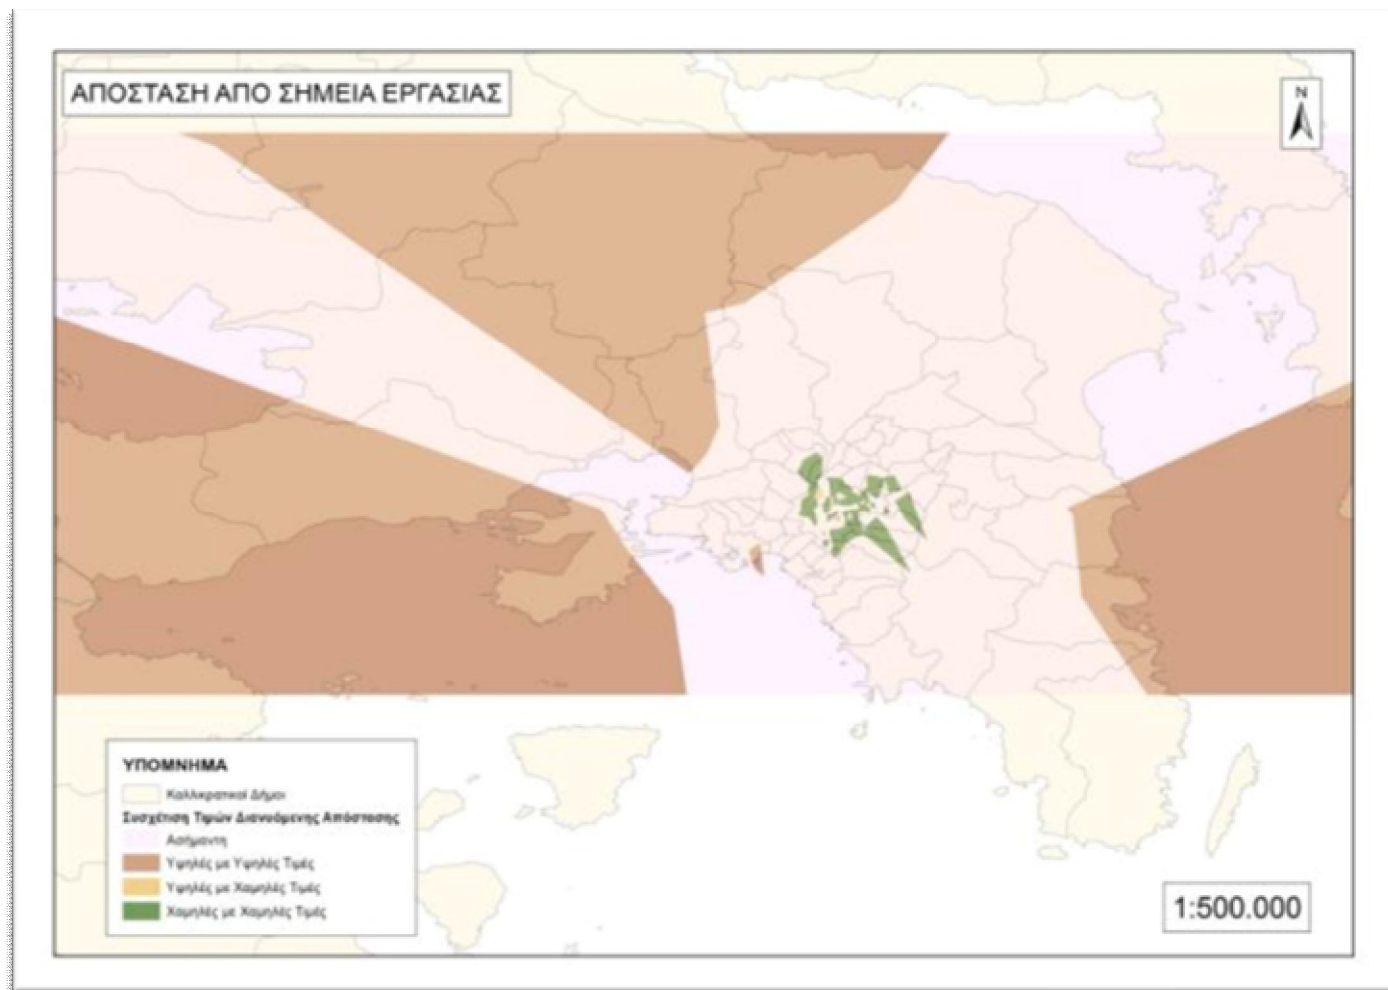 ΑΠΟΣΤΑΣΗ ΑΠΟ ΣΗΜΕΙΑ ΕΡΓΑΣΙΑΣ
N
ΥΠΟΜΝΗΜΑ
Καλλικρατικοί Δήμοι
Συσχέτιση Τιμών Διανυόμενης Απόστασης
Ασήμαντη
Υψηλές με Υψηλές Τιμές
Υψηλές με Χαμηλές Τιμές
Χαμηλές με Χαμηλές Τιμές
1:500.000